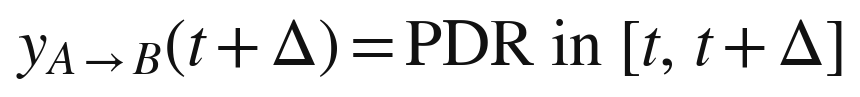 y_{A→B}(t+Δ)=PDR in [t, t+Δ]